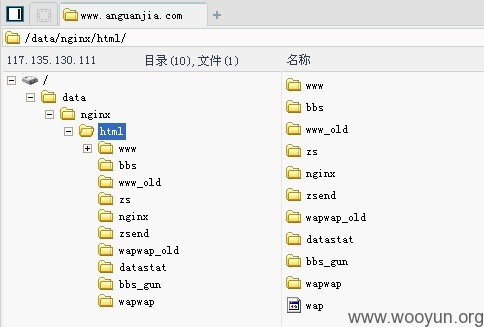 www.anguanjia.com
/data/nginx/html/
117.135.130.111 目录(10),文件(1) 名称
/
data
nginx
html
www
bbs
www_old
zs
nginx
zsend
wapwap_old
datastat
bbs_gun
wapwap
www
bbs
www_old
zs
nginx
zsend
wapwap_old
datastat
bbs_gun
wapwap
wap
www.wooyun.org